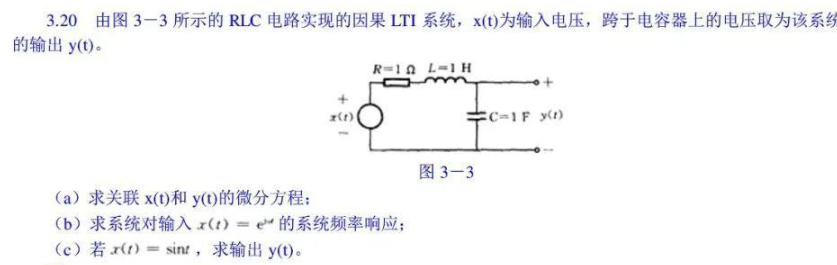 3.20 由图 3－3 所示的 RLC 电路实现的因果 LTI 系统，x(t)为输入电压，跨于电容器上的电压取为该系统
的输出 y(t)。
R=1 Ω L=1 H
+ +
x(t) C=1 F y(t)
− −
图 3－3
（a）求关联 x(t)和 y(t)的微分方程；
（b）求系统对输入 x(t) = e^{jωt} 的系统频率响应；
（c）若 x(t) = sint ，求输出 y(t)。